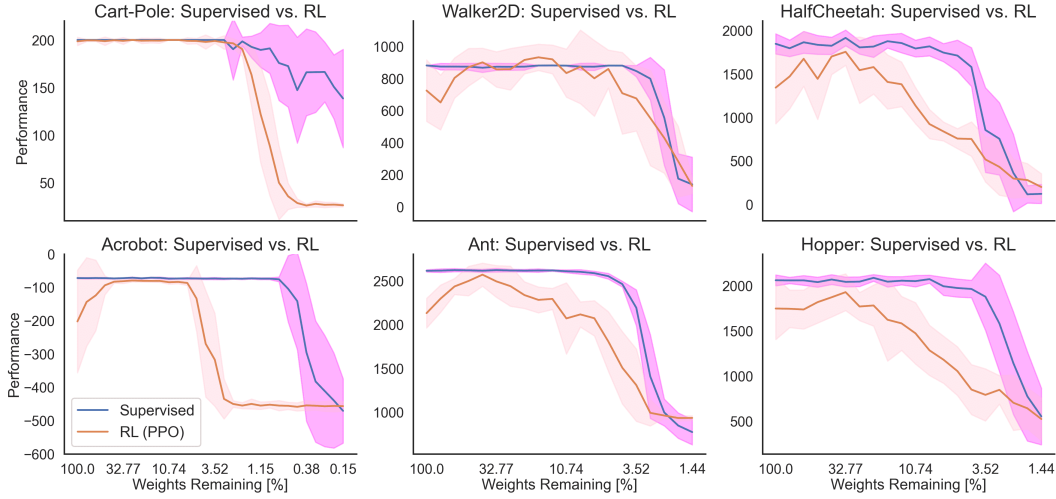 Cart-Pole: Supervised vs. RL
Walker2D: Supervised vs. RL
HalfCheetah: Supervised vs. RL
Performance
200
150
100
50
1000
800
600
400
200
0
2000
1500
1000
500
0
Acrobot: Supervised vs. RL
Ant: Supervised vs. RL
Hopper: Supervised vs. RL
Performance
0
−100
−200
−300
−400
−500
−600
2500
2000
1500
1000
2000
1500
1000
500
Supervised
RL (PPO)
100.0 32.77 10.74 3.52 1.15 0.38 0.15
100.0 32.77 10.74 3.52 1.44
100.0 32.77 10.74 3.52 1.44
Weights Remaining [%]
Weights Remaining [%]
Weights Remaining [%]